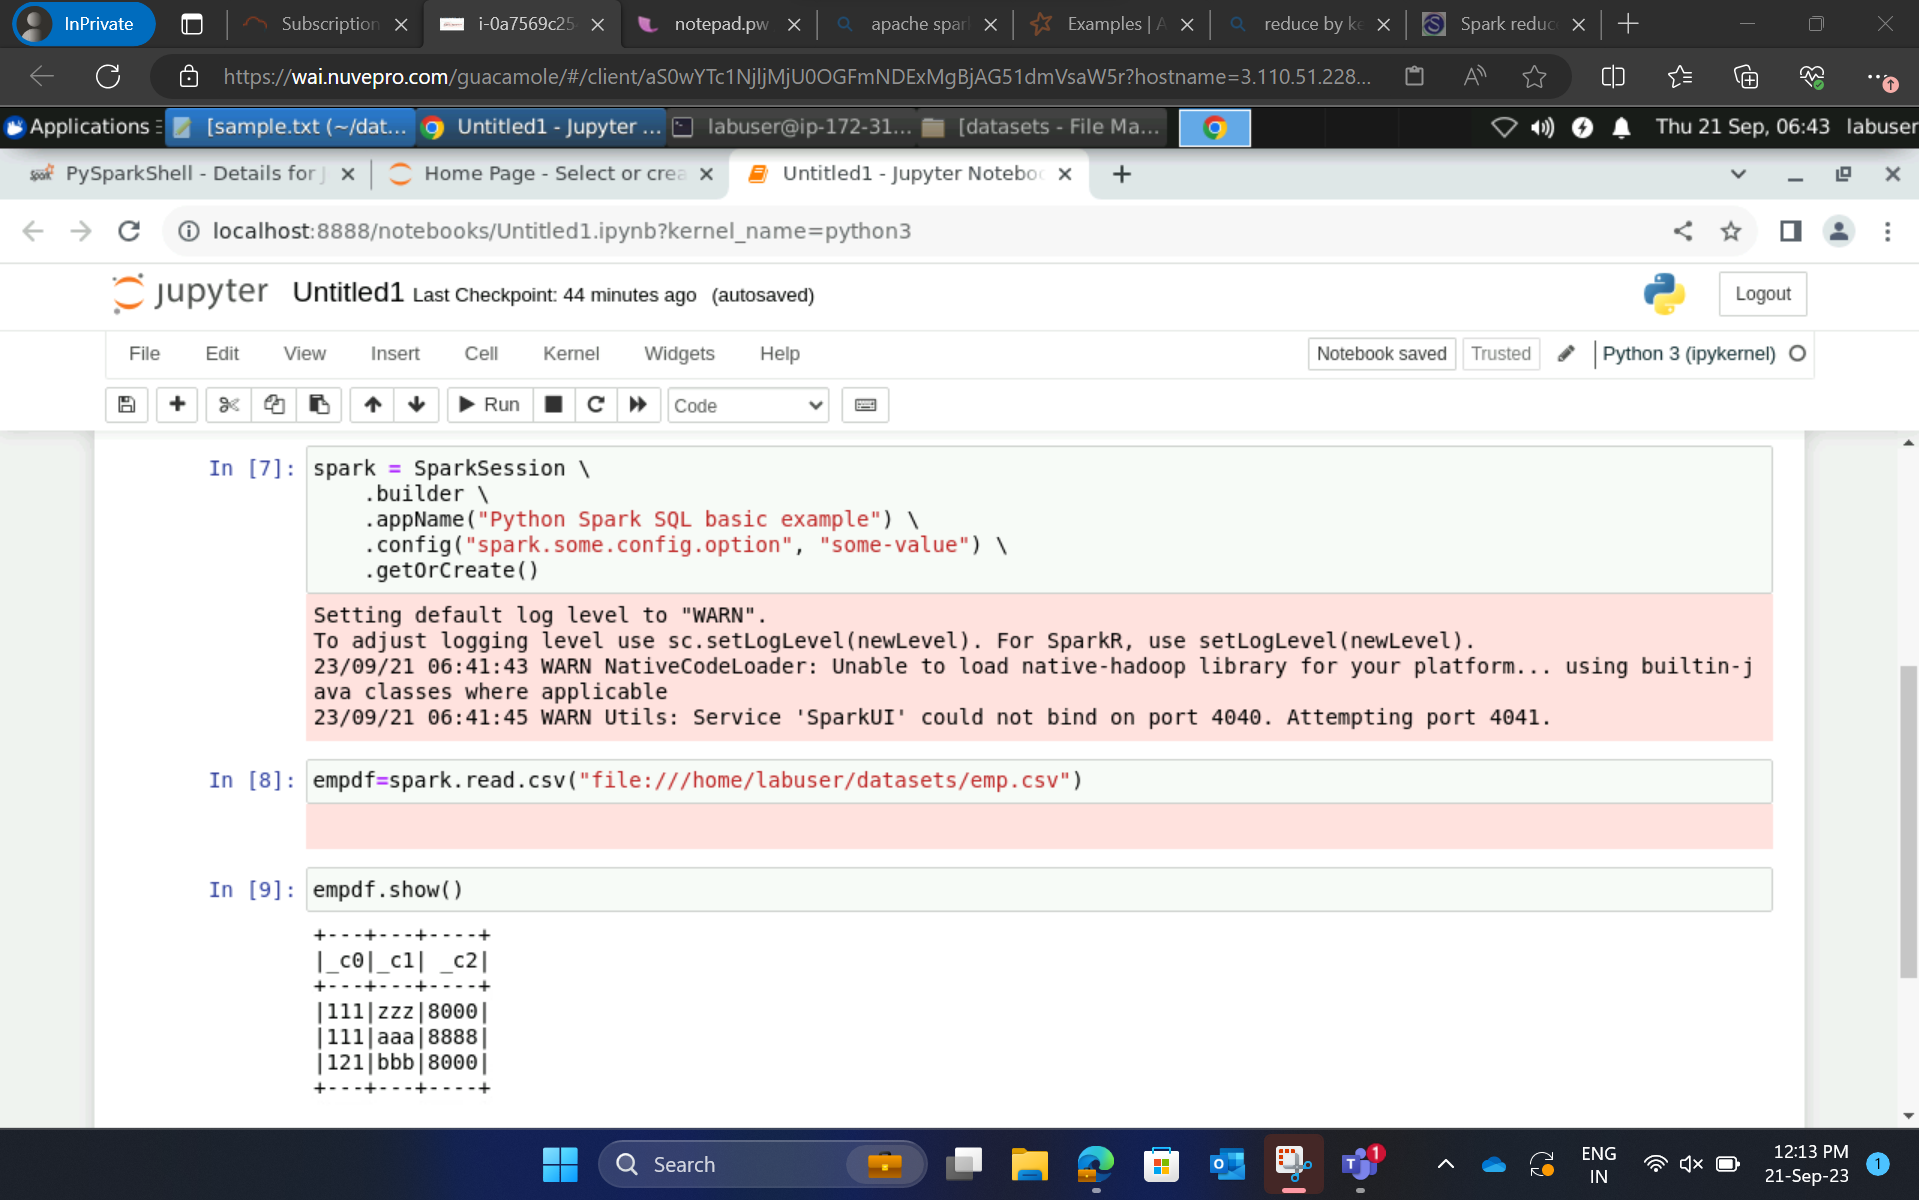 InPrivate
Subscription
i-0a7569c25
notepad.pw
apache spar
Examples | A
reduce by ke
Spark reduc
https://wai.nuvepro.com/guacamole/#/client/aS0wYTc1NjljMjU0OGFmNDExMgBjAG51dmVsaW5r?hostname=3.110.51.228...
Applications
[sample.txt (~/dat...
Untitled1 - Jupyter ...
labuser@ip-172-31...
[datasets - File Ma...
Thu 21 Sep, 06:43
labuser
PySparkShell - Details for J
Home Page - Select or crea
Untitled1 - Jupyter Noteboo
localhost:8888/notebooks/Untitled1.ipynb?kernel_name=python3
jupyter
Untitled1
Last Checkpoint: 44 minutes ago
(autosaved)
Logout
File
Edit
View
Insert
Cell
Kernel
Widgets
Help
Notebook saved
Trusted
Python 3 (ipykernel)
Run
Code
In [7]:
spark = SparkSession \
.builder \
.appName("Python Spark SQL basic example") \
.config("spark.some.config.option", "some-value") \
.getOrCreate()
Setting default log level to "WARN".
To adjust logging level use sc.setLogLevel(newLevel). For SparkR, use setLogLevel(newLevel).
23/09/21 06:41:43 WARN NativeCodeLoader: Unable to load native-hadoop library for your platform... using builtin-j
ava classes where applicable
23/09/21 06:41:45 WARN Utils: Service 'SparkUI' could not bind on port 4040. Attempting port 4041.
In [8]:
empdf=spark.read.csv("file:///home/labuser/datasets/emp.csv")
In [9]:
empdf.show()
+---+---+----+
|_c0|_c1| _c2|
+---+---+----+
|111|zzz|8000|
|111|aaa|8888|
|121|bbb|8000|
+---+---+----+
Search
1
ENG
IN
12:13 PM
21-Sep-23
1